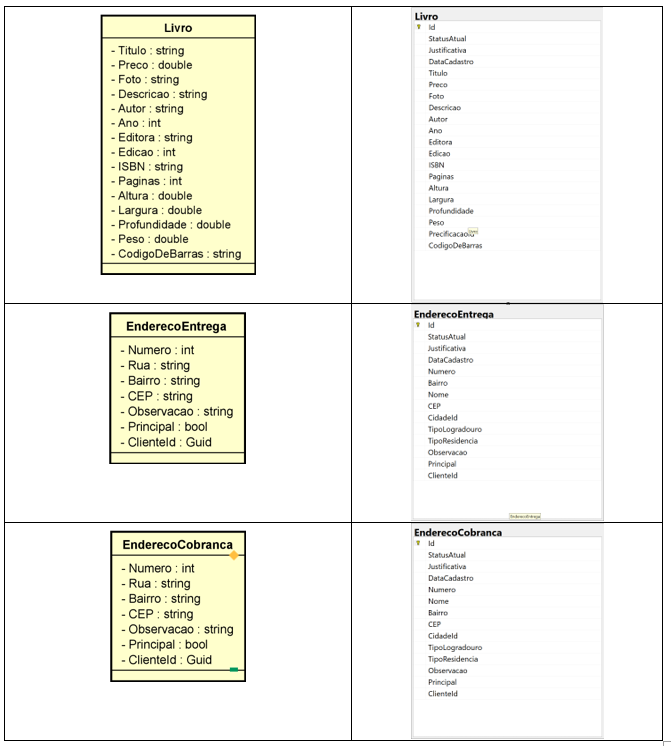 Livro
- Titulo : string
- Preco : double
- Foto : string
- Descricao : string
- Autor : string
- Ano : int
- Editora : string
- Edicao : int
- ISBN : string
- Paginas : int
- Altura : double
- Largura : double
- Profundidade : double
- Peso : double
- CodigoDeBarras : string
Livro
Id
StatusAtual
Justificativa
DataCadastro
Titulo
Preco
Foto
Descricao
Autor
Ano
Editora
Edicao
ISBN
Paginas
Altura
Largura
Profundidade
Peso
CodigoDeBarras
EnderecoEntrega
- Numero : int
- Rua : string
- Bairro : string
- CEP : string
- Observacao : string
- Principal : bool
- ClienteId : Guid
EnderecoEntrega
Id
StatusAtual
Justificativa
DataCadastro
Numero
Bairro
Nome
CEP
CidadeId
TipoLogradouro
TipoResidencia
Observacao
Principal
ClienteId
EnderecoEntrega
EnderecoCobranca
- Numero : int
- Rua : string
- Bairro : string
- CEP : string
- Observacao : string
- Principal : bool
- ClienteId : Guid
EnderecoCobranca
Id
StatusAtual
Justificativa
DataCadastro
Numero
Nome
Bairro
CEP
CidadeId
TipoLogradouro
TipoResidencia
Observacao
Principal
ClienteId